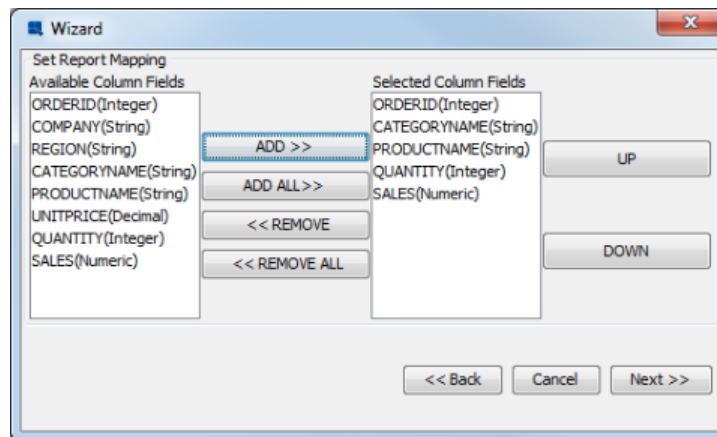 Wizard
Set Report Mapping
Available Column Fields
ORDERID(Integer)
COMPANY(String)
REGION(String)
CATEGORYNAME(String)
PRODUCTNAME(String)
UNITPRICE(Decimal)
QUANTITY(Integer)
SALES(Numeric)
ADD >>
ADD ALL>>
<< REMOVE
<< REMOVE ALL
Selected Column Fields
ORDERID(Integer)
CATEGORYNAME(String)
PRODUCTNAME(String)
QUANTITY(Integer)
SALES(Numeric)
UP
DOWN
<< Back
Cancel
Next >>